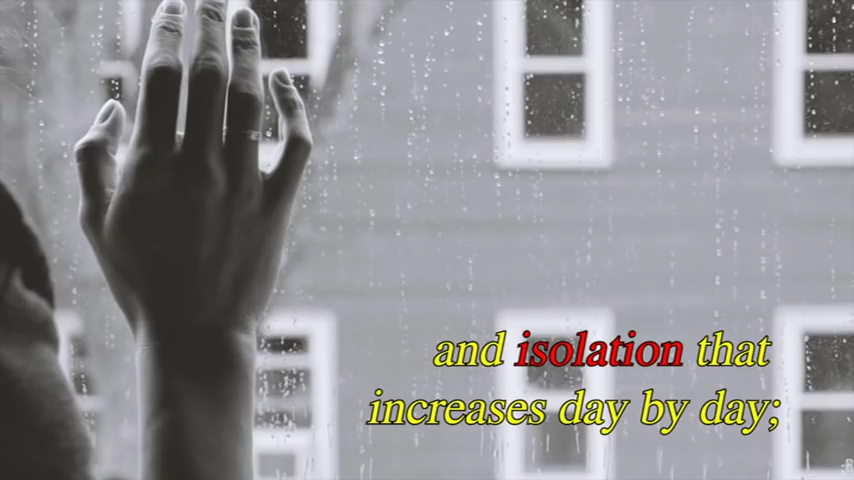 and isolation that
increases day by day;